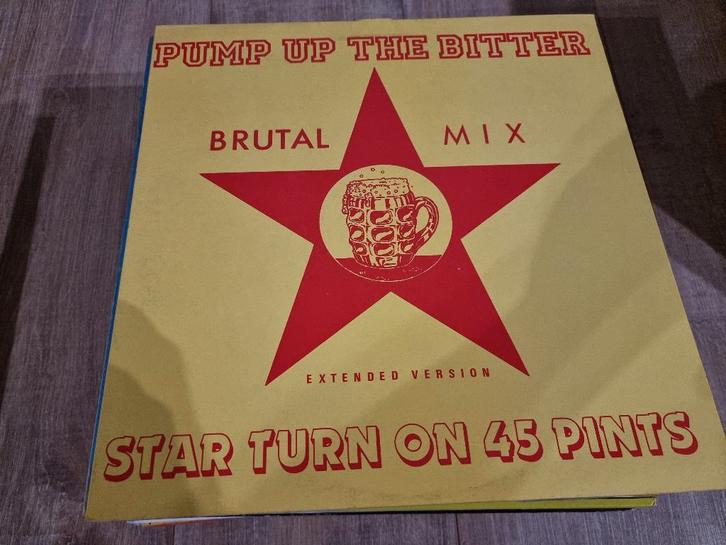 PUMP UP THE BITTER
BRUTAL MIX
EXTENDED VERSION
STAR TURN ON 45 PINTS